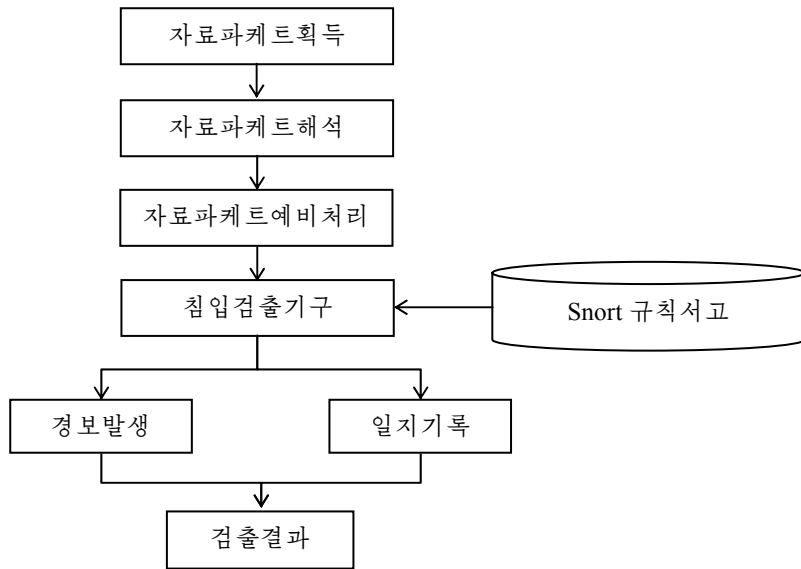 자료파케트획득
자료파케트해석
자료파케트예비처리
침입검출기구
Snort 규칙서고
경보발생
일지기록
검출결과